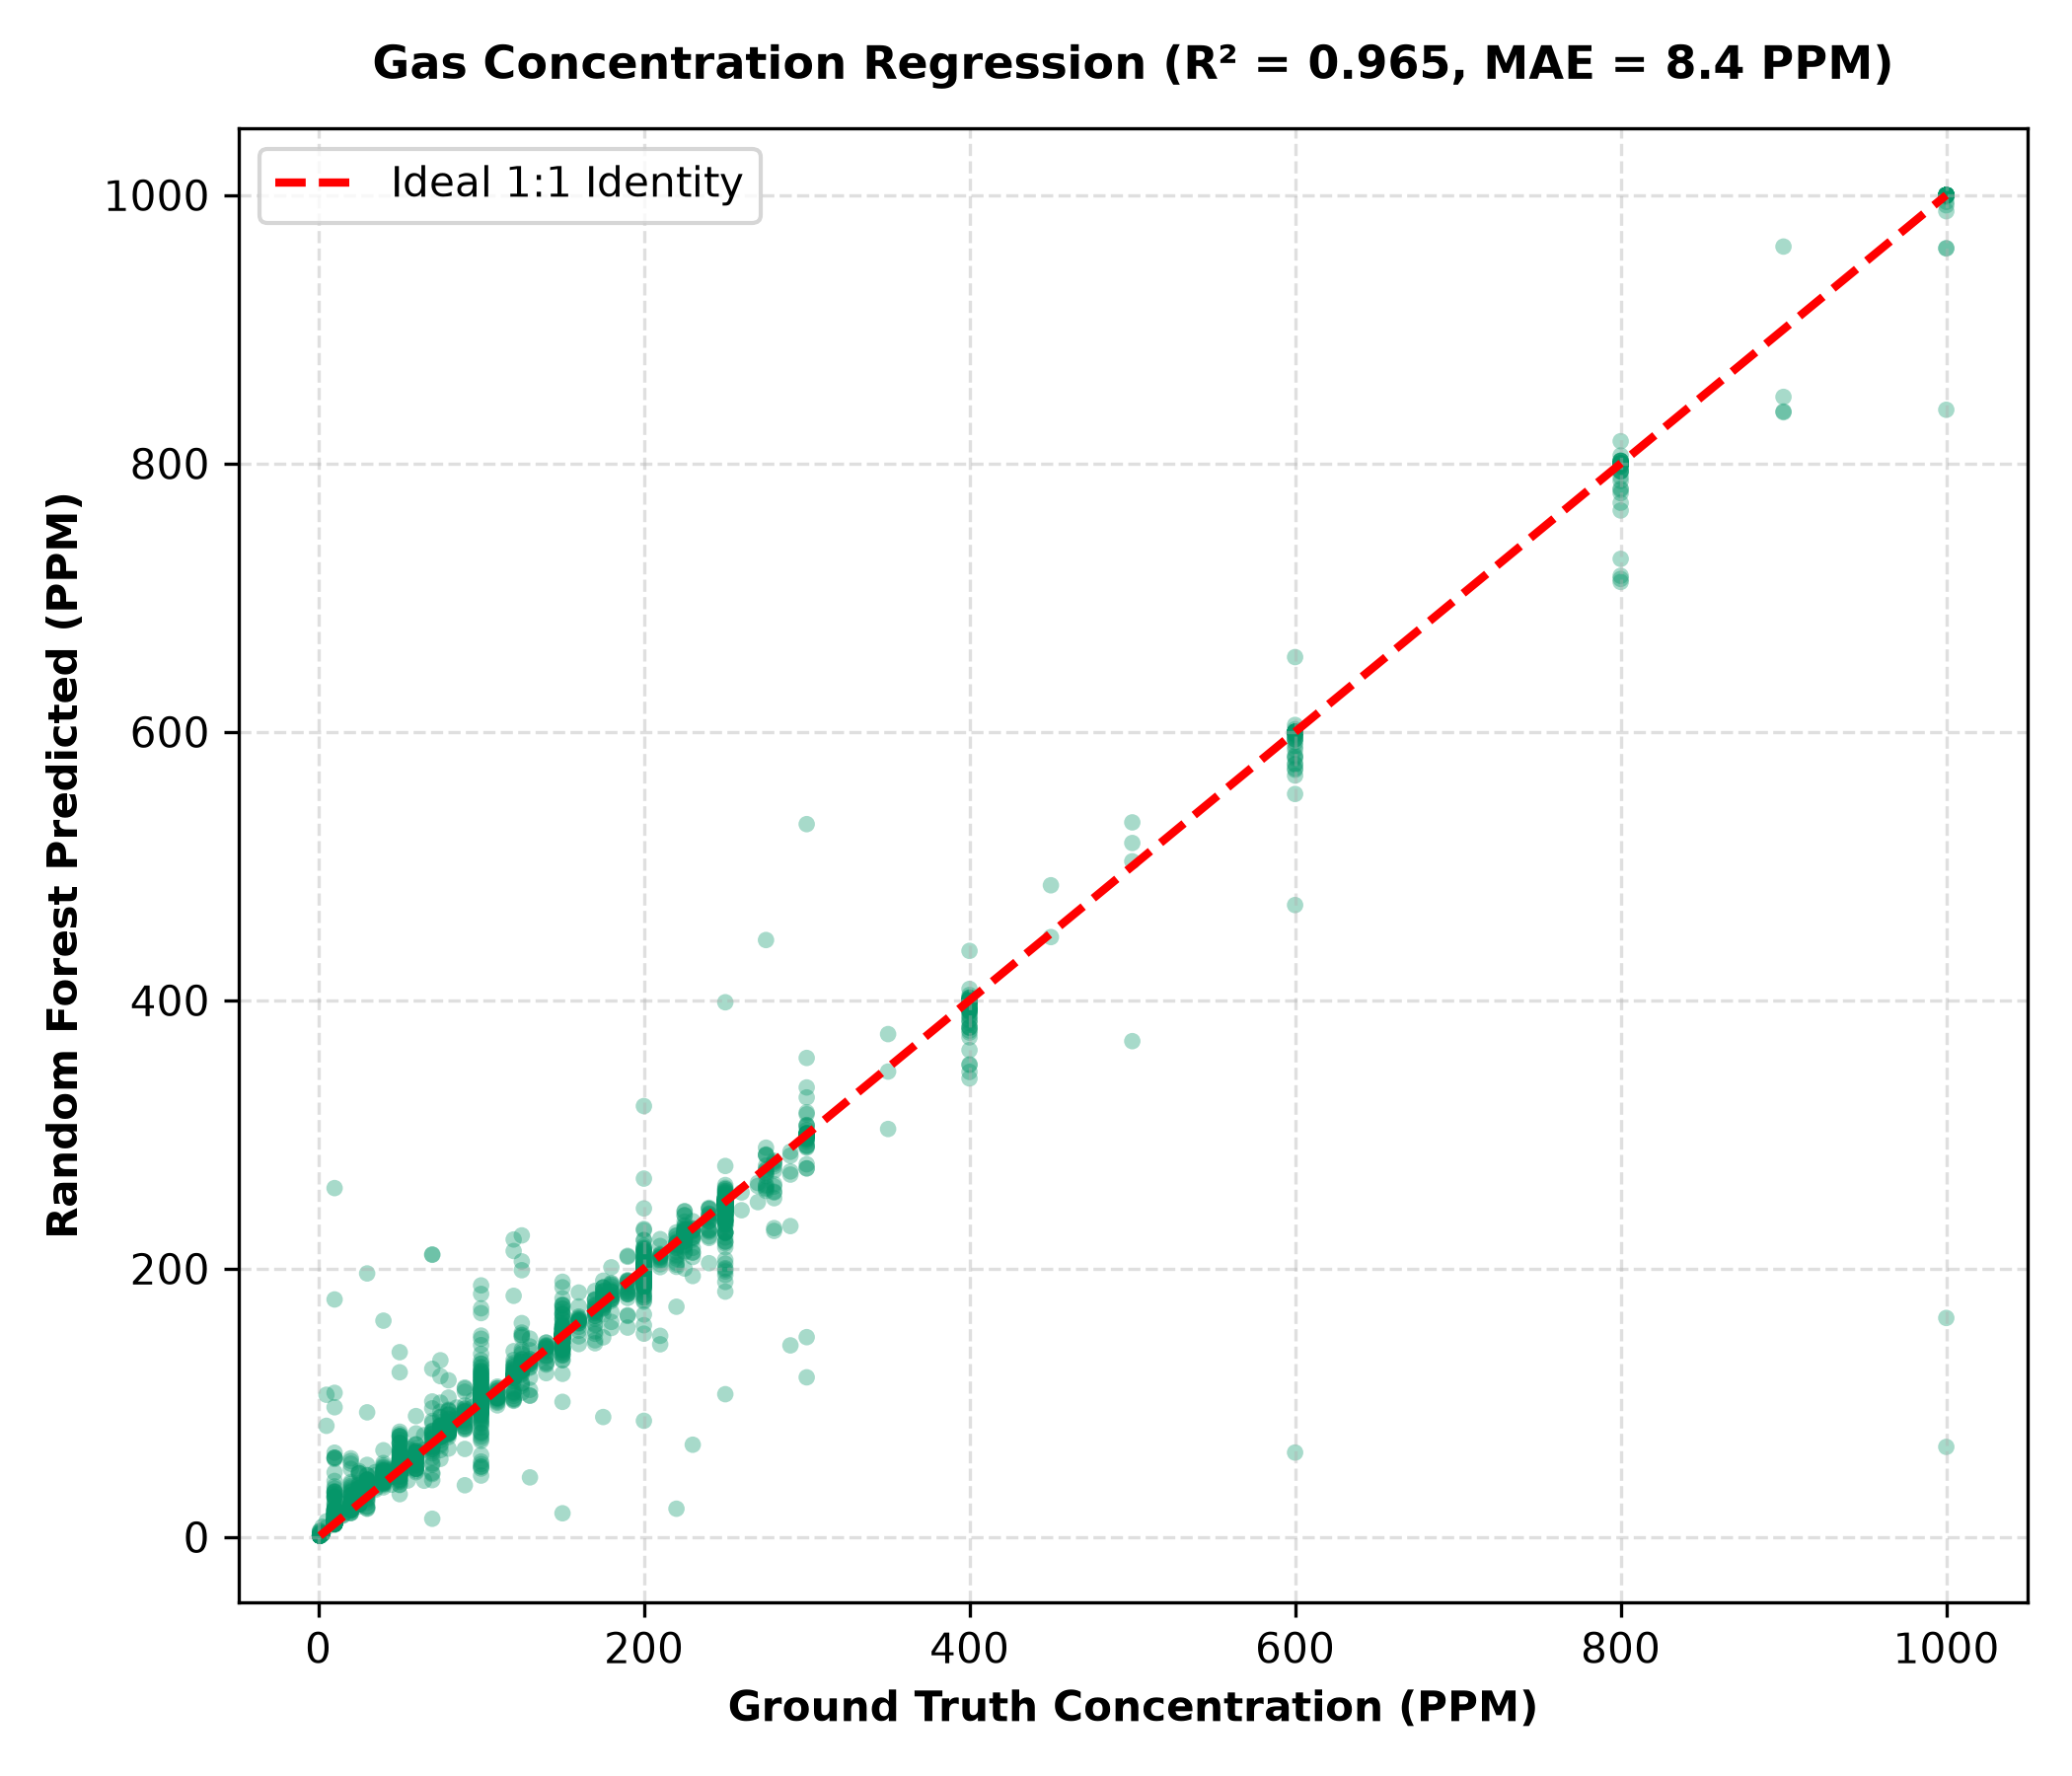 Gas Concentration Regression (R² = 0.965, MAE = 8.4 PPM)
Ideal 1:1 Identity
Random Forest Predicted (PPM)
1000
800
600
400
200
0
0 200 400 600 800 1000
Ground Truth Concentration (PPM)